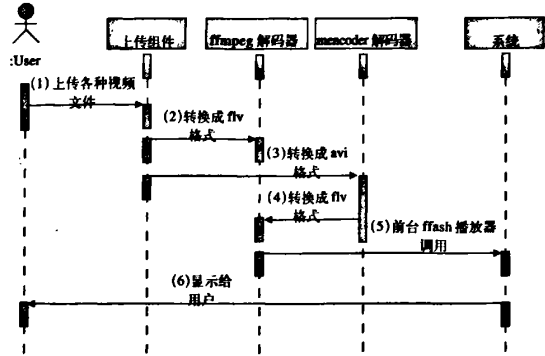 上传组件
ffmpeg 解码器
mencoder 解码器
系统
:User
(1)上传各种视频
文件
(2)转换成 flv
格式
(3)转换成 avi
格式
(4)转换成 flv
格式
(5)前台 ffash 播放器
调用
(6)显示给
用户